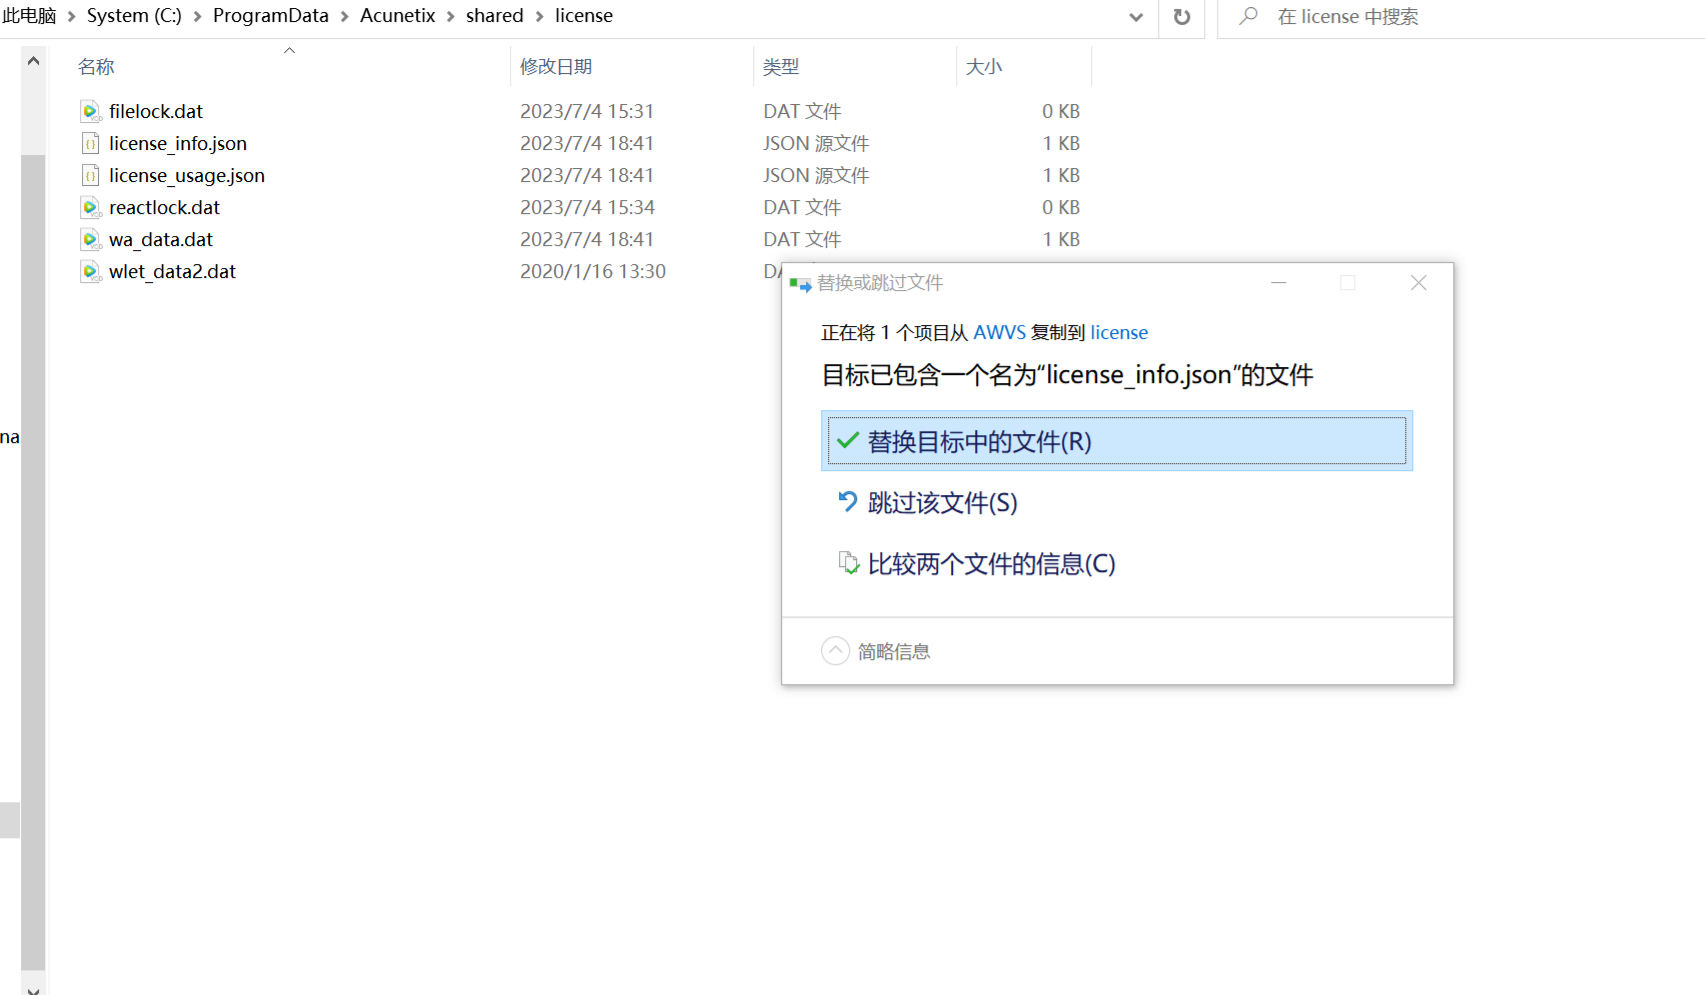 此电脑 > System (C:) > ProgramData > Acunetix > shared > license
在 license 中搜索
名称 修改日期 类型 大小
filelock.dat 2023/7/4 15:31 DAT 文件 0 KB
license_info.json 2023/7/4 18:41 JSON 源文件 1 KB
license_usage.json 2023/7/4 18:41 JSON 源文件 1 KB
reactlock.dat 2023/7/4 15:34 DAT 文件 0 KB
wa_data.dat 2023/7/4 18:41 DAT 文件 1 KB
wlet_data2.dat 2020/1/16 13:30
替换或跳过文件
正在将 1 个项目从 AWVS 复制到 license
目标已包含一个名为“license_info.json”的文件
替换目标中的文件(R)
na
跳过该文件(S)
比较两个文件的信息(C)
简略信息